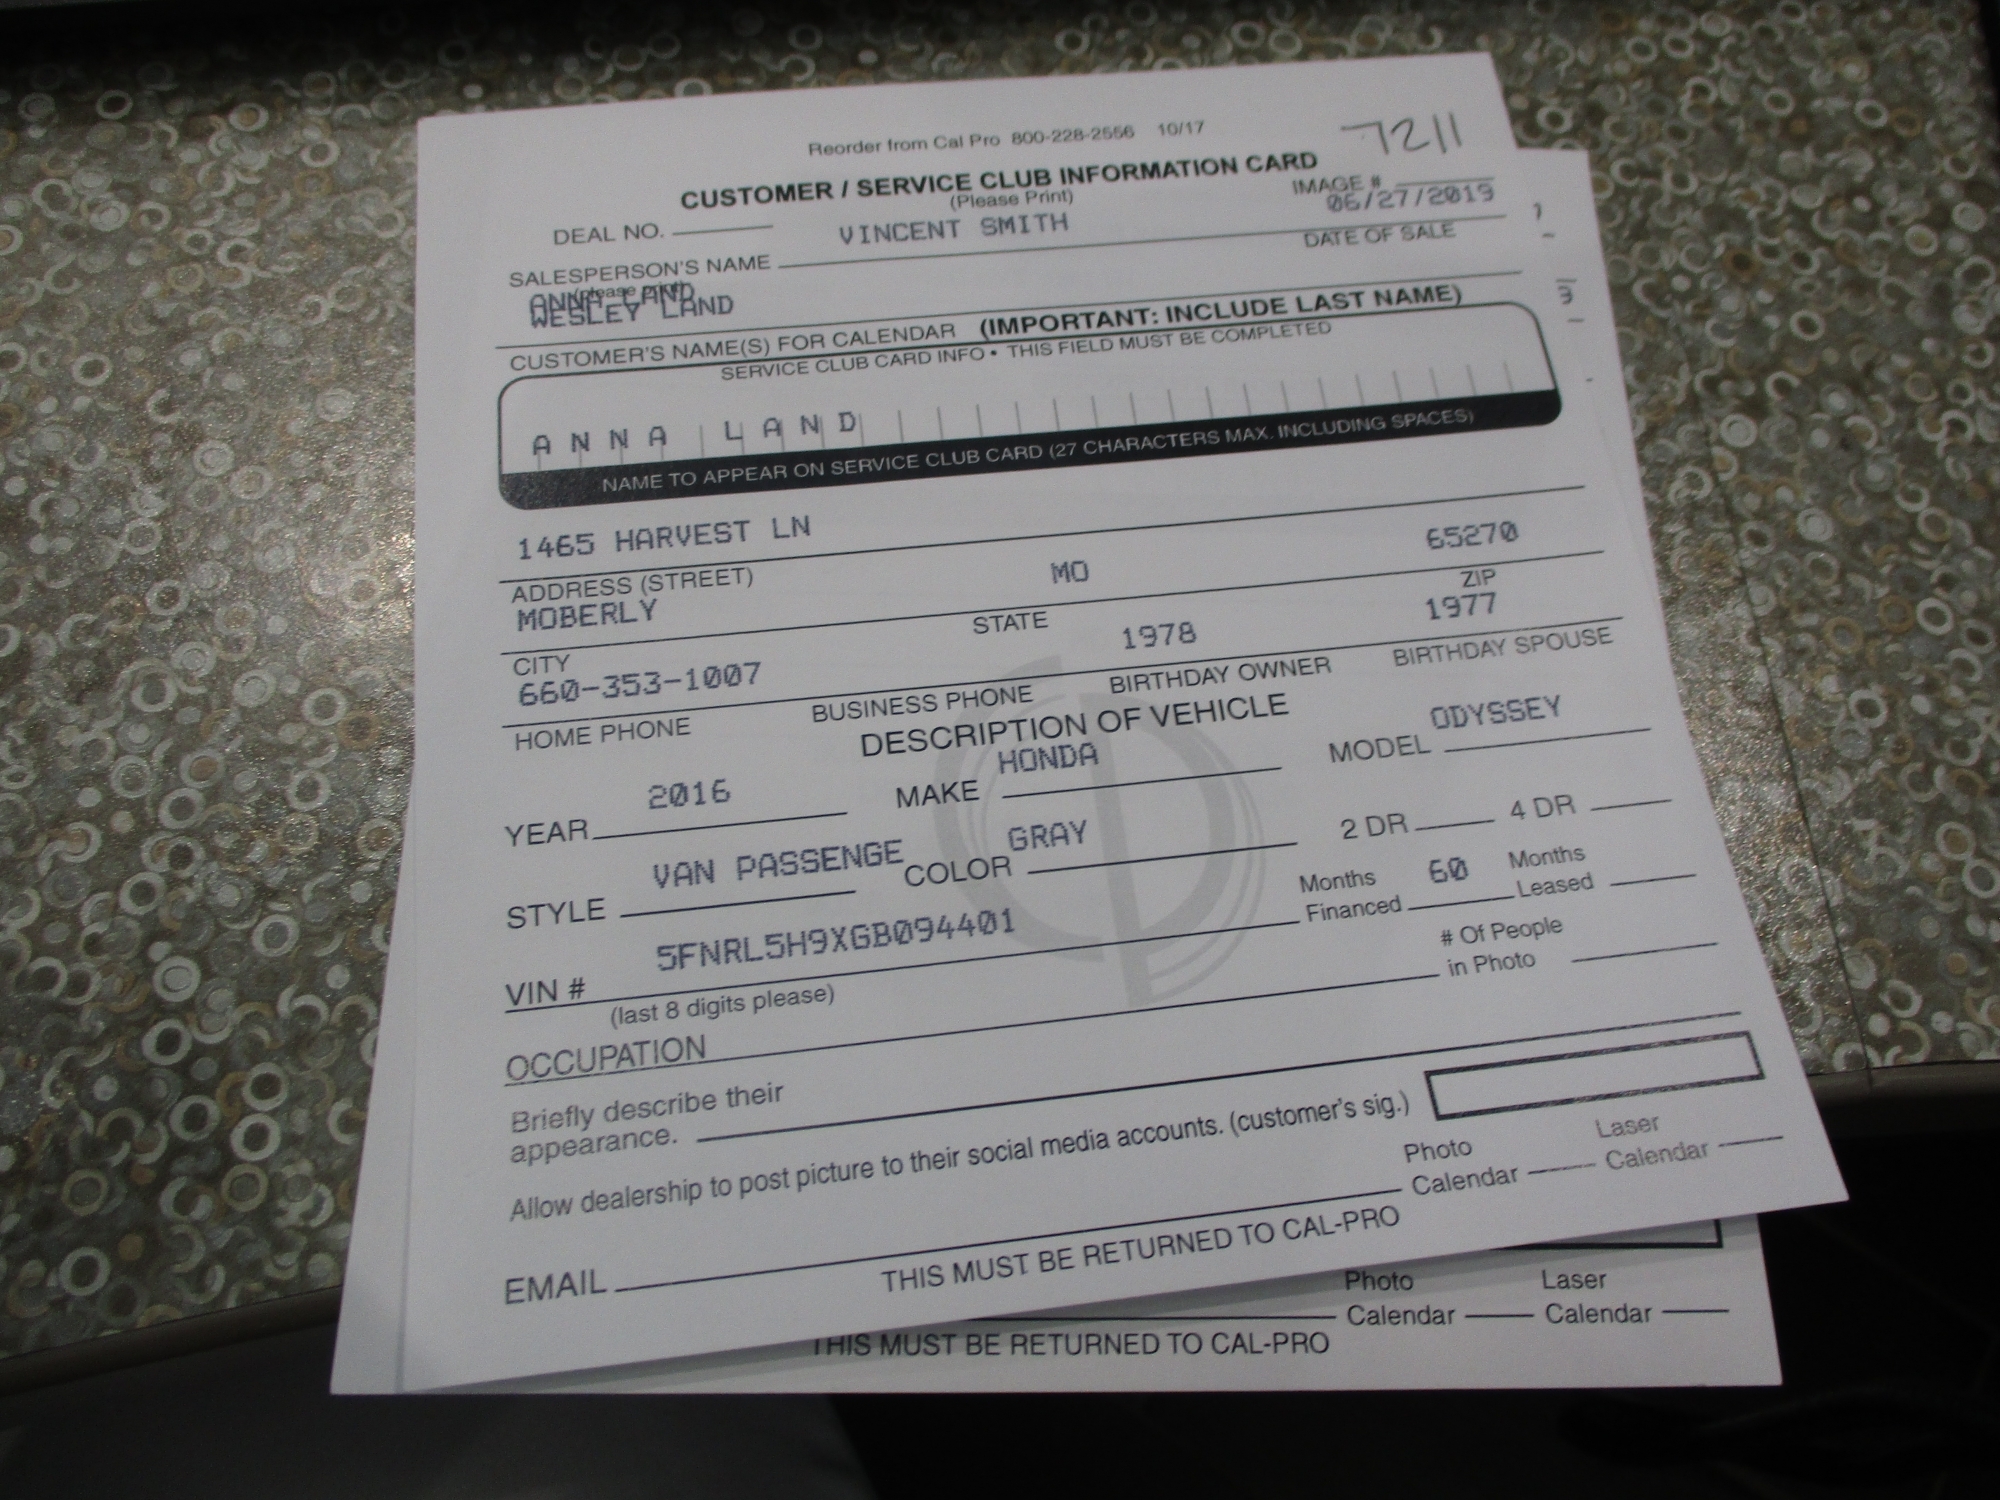 Reorder from Cal Pro 800-228-2556 10/17
7211
CUSTOMER / SERVICE CLUB INFORMATION CARD
(Please Print)
IMAGE #
DEAL NO.
VINCENT SMITH
06/27/2019
SALESPERSON'S NAME
DATE OF SALE
(please print)
ANNA LAND
WESLEY LAND
CUSTOMER'S NAME(S) FOR CALENDAR (IMPORTANT: INCLUDE LAST NAME)
SERVICE CLUB CARD INFO • THIS FIELD MUST BE COMPLETED
ANNA LAND
NAME TO APPEAR ON SERVICE CLUB CARD (27 CHARACTERS MAX. INCLUDING SPACES)
1465 HARVEST LN
ADDRESS (STREET)
MOBERLY MO 65270
CITY STATE ZIP
660-353-1007 1978 1977
HOME PHONE BUSINESS PHONE BIRTHDAY OWNER BIRTHDAY SPOUSE
DESCRIPTION OF VEHICLE
YEAR 2016 MAKE HONDA MODEL ODYSSEY
STYLE VAN PASSENGE COLOR GRAY 2 DR 4 DR
VIN # 5FNRL5H9XGB094401 Months Financed 60 Months Leased
(last 8 digits please)
OCCUPATION # Of People in Photo
Briefly describe their
appearance.
Allow dealership to post picture to their social media accounts. (customer's sig.)
EMAIL Photo Calendar Laser Calendar
THIS MUST BE RETURNED TO CAL-PRO
Photo Laser
Calendar Calendar
THIS MUST BE RETURNED TO CAL-PRO